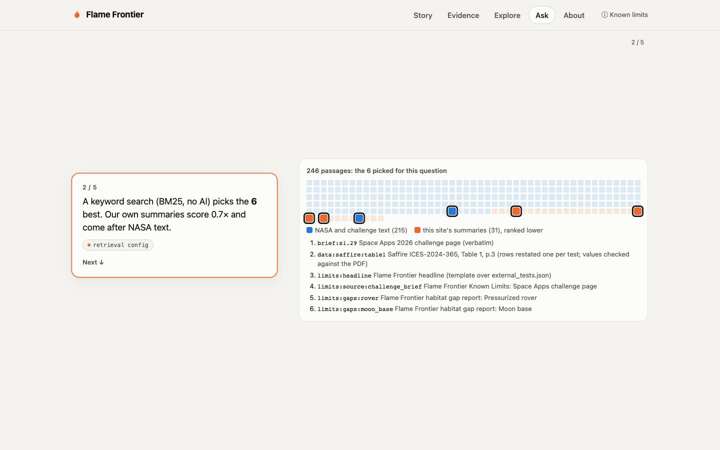 Flame Frontier
Story Evidence Explore Ask About ⓘ Known limits
2 / 5
2 / 5
A keyword search (BM25, no AI) picks the 6
best. Our own summaries score 0.7× and
come after NASA text.
retrieval config
Next ↓
246 passages: the 6 picked for this question
NASA and challenge text (215) this site's summaries (31), ranked lower
1. brief:s1.29 Space Apps 2026 challenge page (verbatim)
2. data:saffire:table1 Saffire ICES-2024-365, Table 1, p.3 (rows restated one per test; values checked
against the PDF)
3. limits:headline Flame Frontier headline (template over external_tests.json)
4. limits:source:challenge_brief Flame Frontier Known Limits: Space Apps challenge page
5. limits:gaps:rover Flame Frontier habitat gap report: Pressurized rover
6. limits:gaps:moon_base Flame Frontier habitat gap report: Moon base